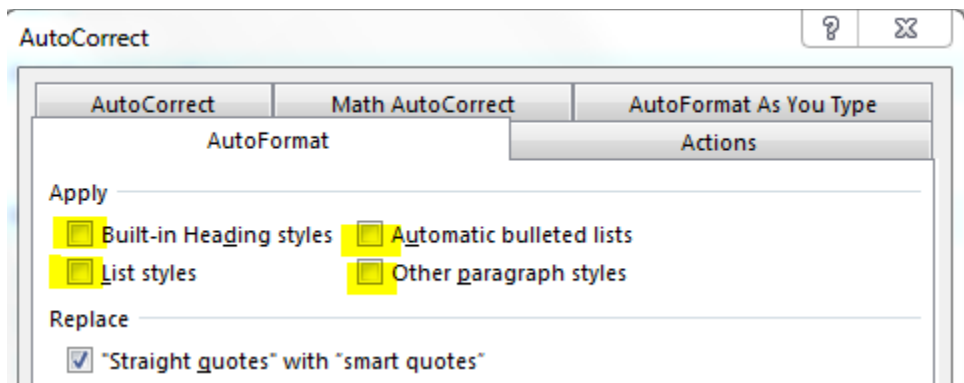 AutoCorrect
AutoCorrect Math AutoCorrect AutoFormat As You Type
AutoFormat Actions
Apply
Built-in Heading styles Automatic bulleted lists
List styles Other paragraph styles
Replace
"Straight quotes" with “smart quotes”